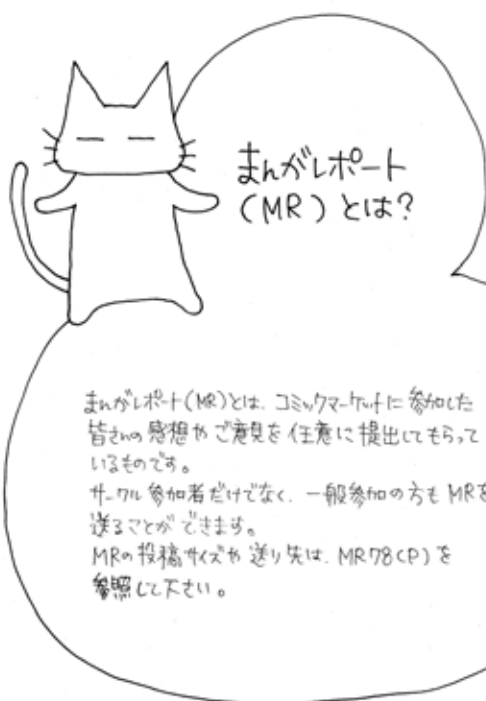 まんがレポート
(MR)とは?
まんがレポート(MR)とは、コミックマーケットに参加した
皆さんの感想やご意見を任意に提出してもらって
いるものです。
サークル参加者だけでなく、一般参加の方もMRを
送ることができます。
MRの投稿サイズや送り先は、MR78(P)を
参照して下さい。